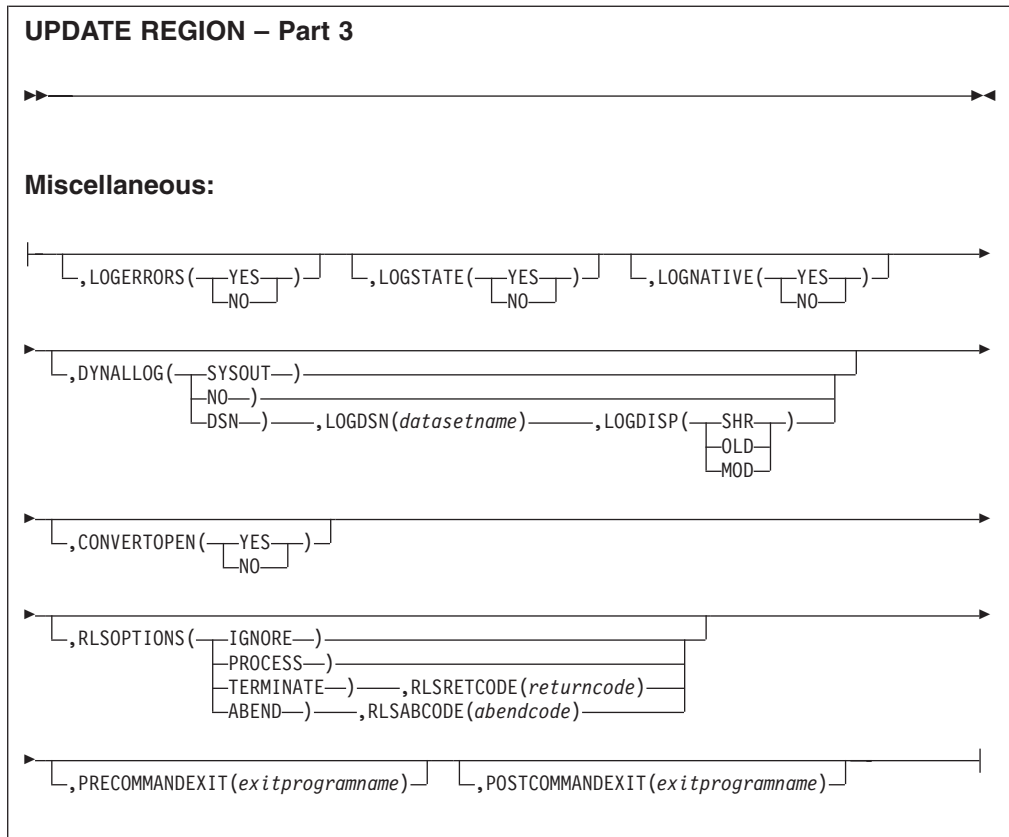 UPDATE REGION – Part 3
Miscellaneous:
,LOGERRORS( YES ) ,LOGSTATE( YES ) ,LOGNATIVE( YES )
NO NO NO
,DYNALLOG( SYSOUT )
NO )
DSN ) ,LOGDSN(datasetname) ,LOGDISP( SHR )
OLD
MOD
,CONVERTOPEN( YES )
NO
,RLSOPTIONS( IGNORE )
PROCESS )
TERMINATE ) ,RLSRETCODE(returncode)
ABEND ) ,RLSABCODE(abendcode)
,PRECOMMANDEXIT(exitprogramname) ,POSTCOMMANDEXIT(exitprogramname)